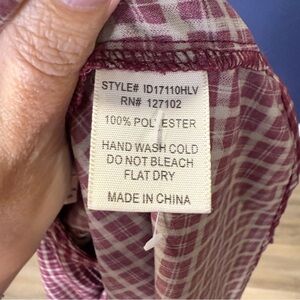 STYLE# ID17110HLV
RN# 127102
100% POLYESTER
HAND WASH COLD
DO NOT BLEACH
FLAT DRY
MADE IN CHINA